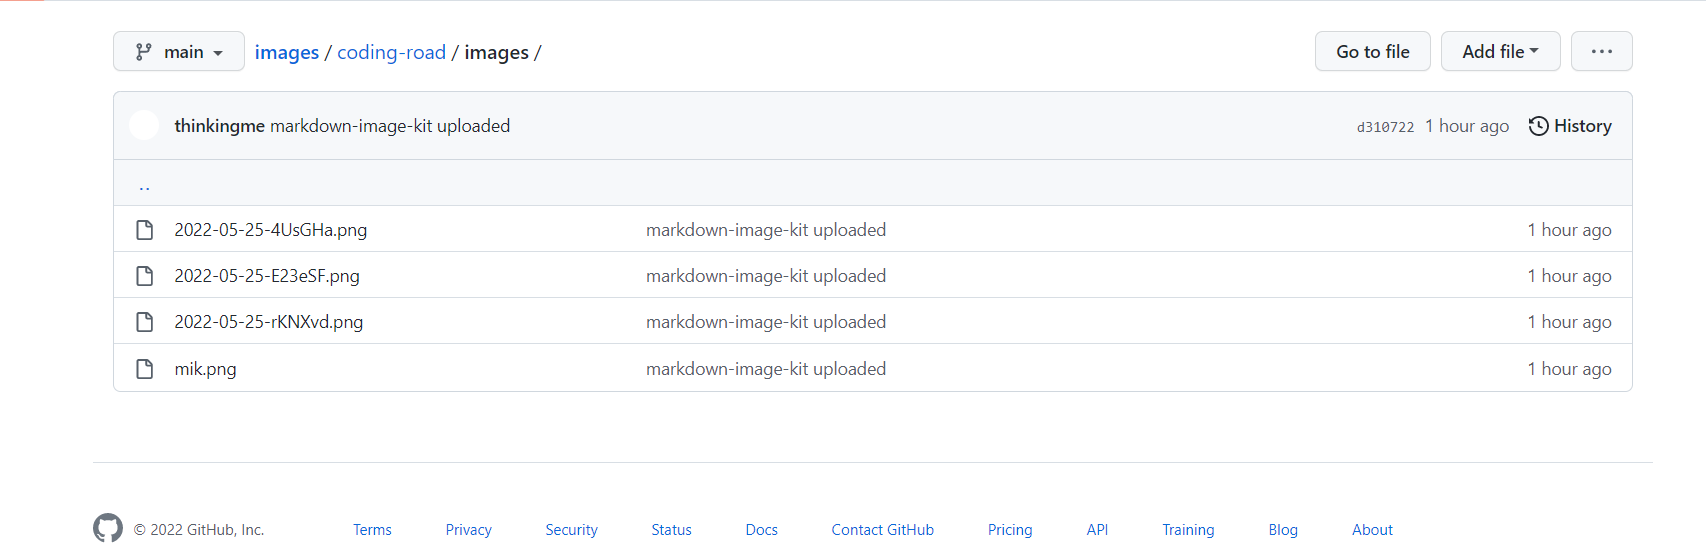 main images / coding-road / images / Go to file Add file ...
thinkingme markdown-image-kit uploaded d310722 1 hour ago History
..
2022-05-25-4UsGHa.png markdown-image-kit uploaded 1 hour ago
2022-05-25-E23eSF.png markdown-image-kit uploaded 1 hour ago
2022-05-25-rKNXvd.png markdown-image-kit uploaded 1 hour ago
mik.png markdown-image-kit uploaded 1 hour ago
© 2022 GitHub, Inc. Terms Privacy Security Status Docs Contact GitHub Pricing API Training Blog About